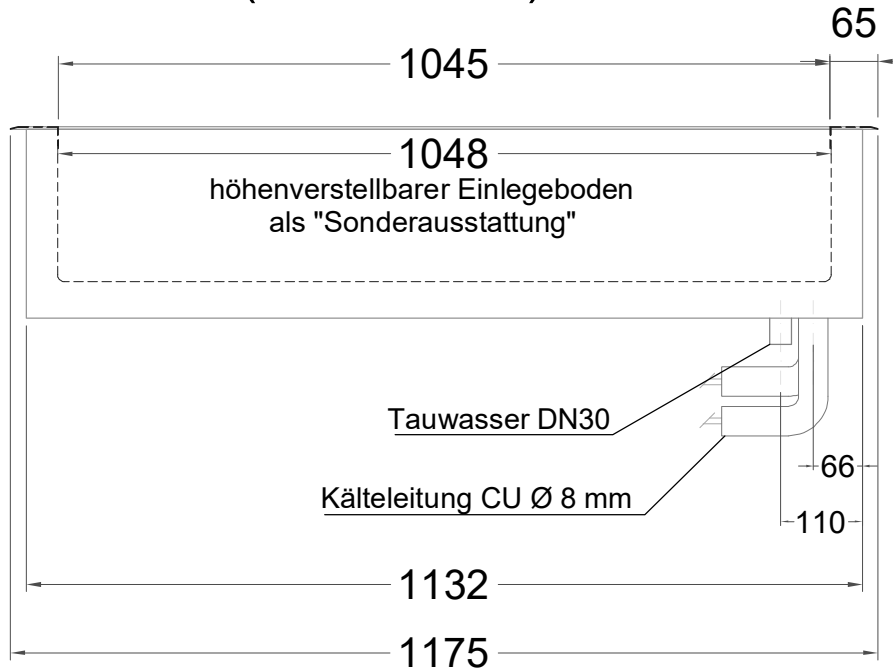 65
1045
1048
höhenverstellbarer Einlegeboden
als "Sonderausstattung"
Tauwasser DN30
66
Kälteleitung CU Ø 8 mm
110
1132
1175